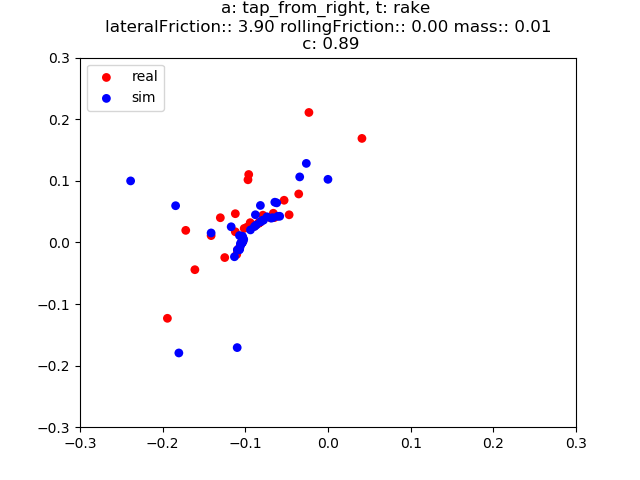 a: tap_from_right, t: rake
lateralFriction:: 3.90 rollingFriction:: 0.00 mass:: 0.01
c: 0.89
real
sim
0.3
0.2
0.1
0.0
−0.1
−0.2
−0.3
−0.3 −0.2 −0.1 0.0 0.1 0.2 0.3